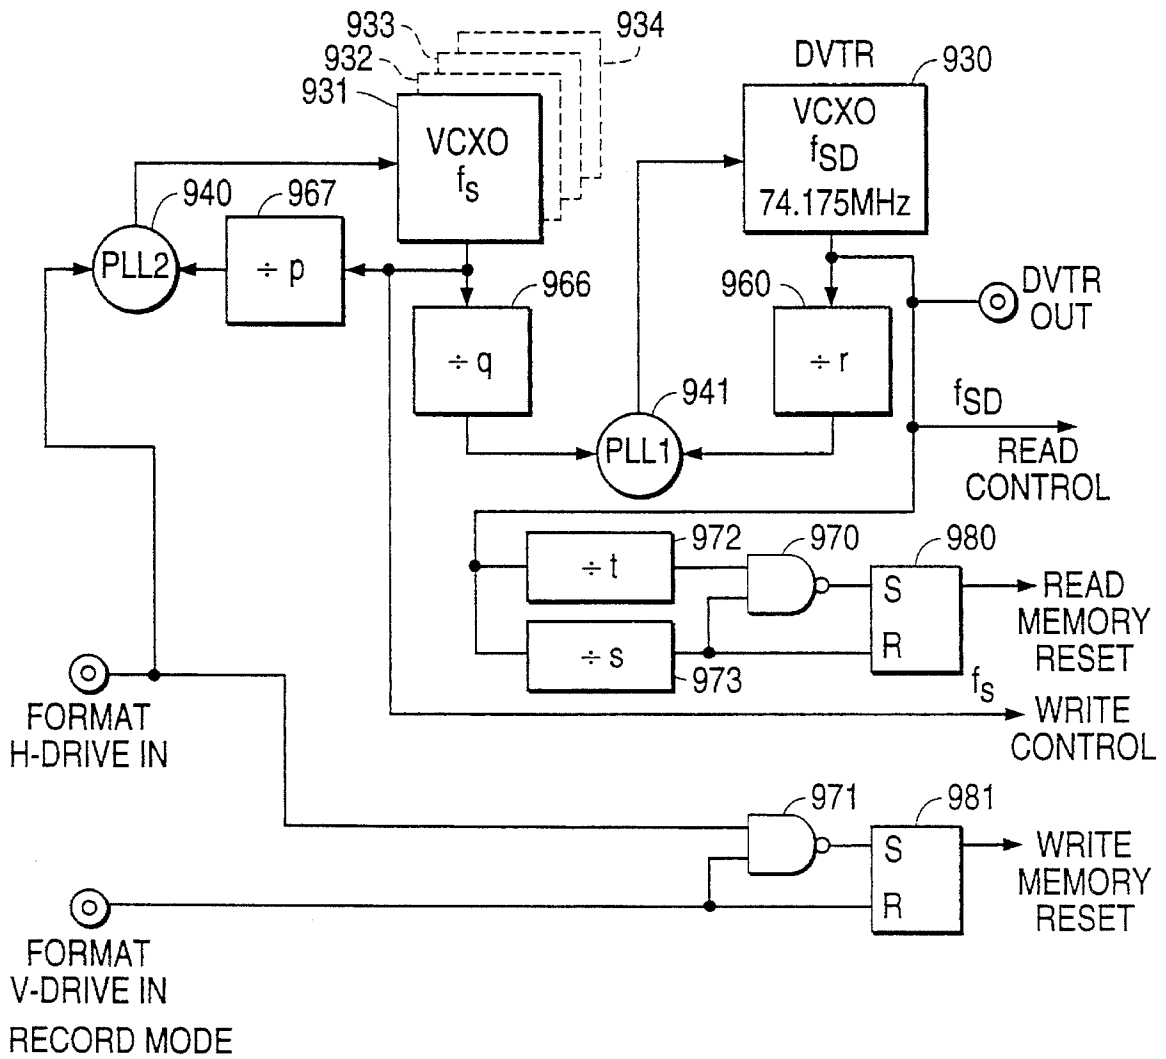 933
934
932
931
DVTR
930
VCXO
fS
VCXO
fSD
74.175MHz
940
967
PLL2
÷ p
966
960
DVTR
OUT
÷ q
÷ r
941
fSD
PLL1
READ
CONTROL
972
970
980
÷ t
S
READ
MEMORY
RESET
÷ s
R
973
fS
FORMAT
H-DRIVE IN
WRITE
CONTROL
971
981
S
WRITE
MEMORY
RESET
R
FORMAT
V-DRIVE IN
RECORD MODE